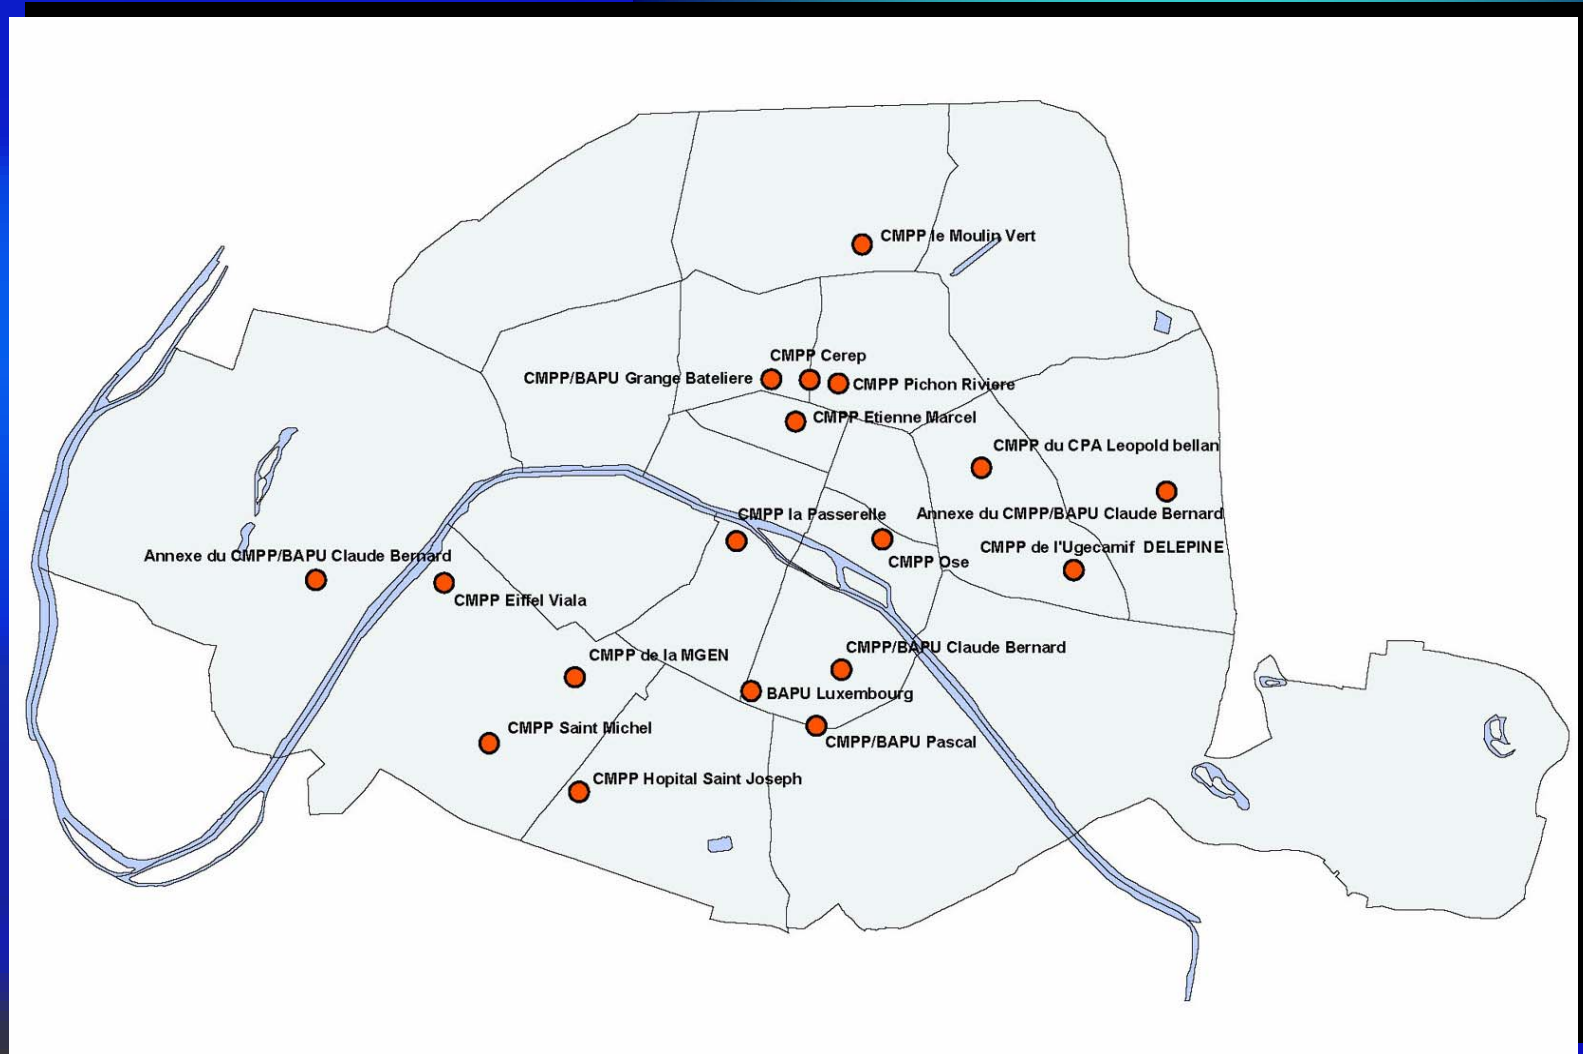 CMPP le Moulin Vert
CMPP Cerep
CMPP/BAPU Grange Bateliere
CMPP Pichon Riviere
CMPP Etienne Marcel
CMPP du CPA Leopold bellan
CMPP la Passerelle
Annexe du CMPP/BAPU Claude Bernard
CMPP de l'Ugecamif DELEPINE
Annexe du CMPP/BAPU Claude Bernard
CMPP Ose
CMPP Eiffel Viala
CMPP/BAPU Claude Bernard
CMPP de la MGEN
BAPU Luxembourg
CMPP Saint Michel
CMPP/BAPU Pascal
CMPP Hopital Saint Joseph